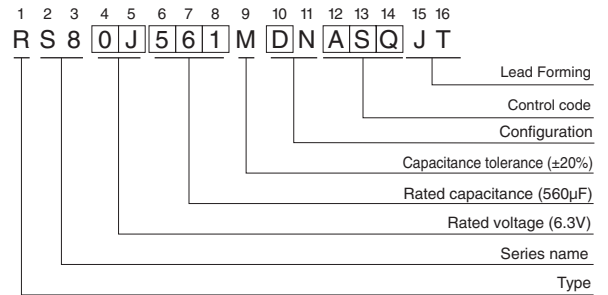 1 2 3 4 5 6 7 8 9 10 11 12 13 14 15 16
R S 8 0 J 5 6 1 M D N A S Q J T
Lead Forming
Control code
Configuration
Capacitance tolerance (±20%)
Rated capacitance (560µF)
Rated voltage (6.3V)
Series name
Type